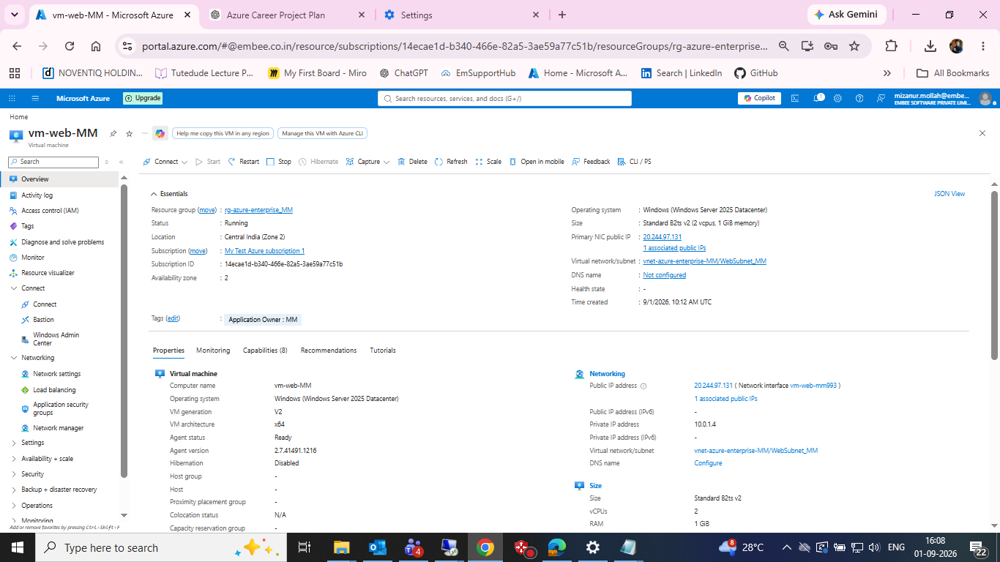 vm-web-MM - Microsoft Azure
Azure Career Project Plan
Settings
Ask Gemini
portal.azure.com/#@embee.co.in/resource/subscriptions/14ecae1d-b340-466e-82a5-3ae59a77c51b/resourceGroups/rg-azure-enterprise...
NOVENTIQ HOLDIN...
Tutedude Lecture P...
My First Board - Miro
ChatGPT
EmSupportHub
Home - Microsoft A...
Search | LinkedIn
GitHub
»
All Bookmarks
Microsoft Azure
Upgrade
Search resources, services, and docs (G+/)
Copilot
1
mizanur.mollah@embe...
EMBEE SOFTWARE PRIVATE LIMI...
Home
vm-web-MM
Virtual machine
Help me copy this VM in any region
Manage this VM with Azure CLI
Search
Connect
Start
Restart
Stop
Hibernate
Capture
Delete
Refresh
Scale
Open in mobile
Feedback
CLI / PS
Overview
Activity log
Access control (IAM)
Tags
Diagnose and solve problems
Monitor
Resource visualizer
Connect
Connect
Bastion
Windows Admin
Center
Networking
Network settings
Load balancing
Application security
groups
Network manager
Settings
Availability + scale
Security
Backup + disaster recovery
Operations
Monitoring
Add or remove favorites by pressing Ctrl+Shift+F
Essentials
JSON View
Resource group (move) : rg-azure-enterprise_MM
Status : Running
Location : Central India (Zone 2)
Subscription (move) : My Test Azure subscription 1
Subscription ID : 14ecae1d-b340-466e-82a5-3ae59a77c51b
Availability zone : 2
Operating system : Windows (Windows Server 2025 Datacenter)
Size : Standard B2ts v2 (2 vcpus, 1 GiB memory)
Primary NIC public IP : 20.244.97.131
1 associated public IPs
Virtual network/subnet : vnet-azure-enterprise-MM/WebSubnet_MM
DNS name : Not configured
Health state : -
Time created : 9/1/2026, 10:12 AM UTC
Tags (edit) : Application Owner : MM
Properties
Monitoring
Capabilities (8)
Recommendations
Tutorials
Virtual machine
Computer name vm-web-MM
Operating system Windows (Windows Server 2025 Datacenter)
VM generation V2
VM architecture x64
Agent status Ready
Agent version 2.7.41491.1216
Hibernation Disabled
Host group -
Host -
Proximity placement group -
Colocation status N/A
Capacity reservation group -
Networking
Public IP address 20.244.97.131 ( Network interface vm-web-mm993 )
1 associated public IPs
Public IP address (IPv6) -
Private IP address 10.0.1.4
Private IP address (IPv6) -
Virtual network/subnet vnet-azure-enterprise-MM/WebSubnet_MM
DNS name Configure
Size
Size Standard B2ts v2
vCPUs 2
RAM 1 GiB
Type here to search
4
8
28°C
ENG
16:08
01-09-2026
22